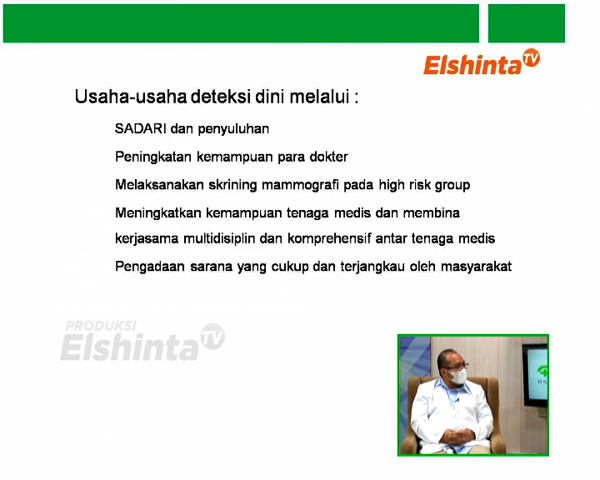 Elshinta TV
Usaha-usaha deteksi dini melalui :
SADARI dan penyuluhan
Peningkatan kemampuan para dokter
Melaksanakan skrining mammografi pada high risk group
Meningkatkan kemampuan tenaga medis dan membina
kerjasama multidisiplin dan komprehensif antar tenaga medis
Pengadaan sarana yang cukup dan terjangkau oleh masyarakat
PRODUKSI
Elshinta TV